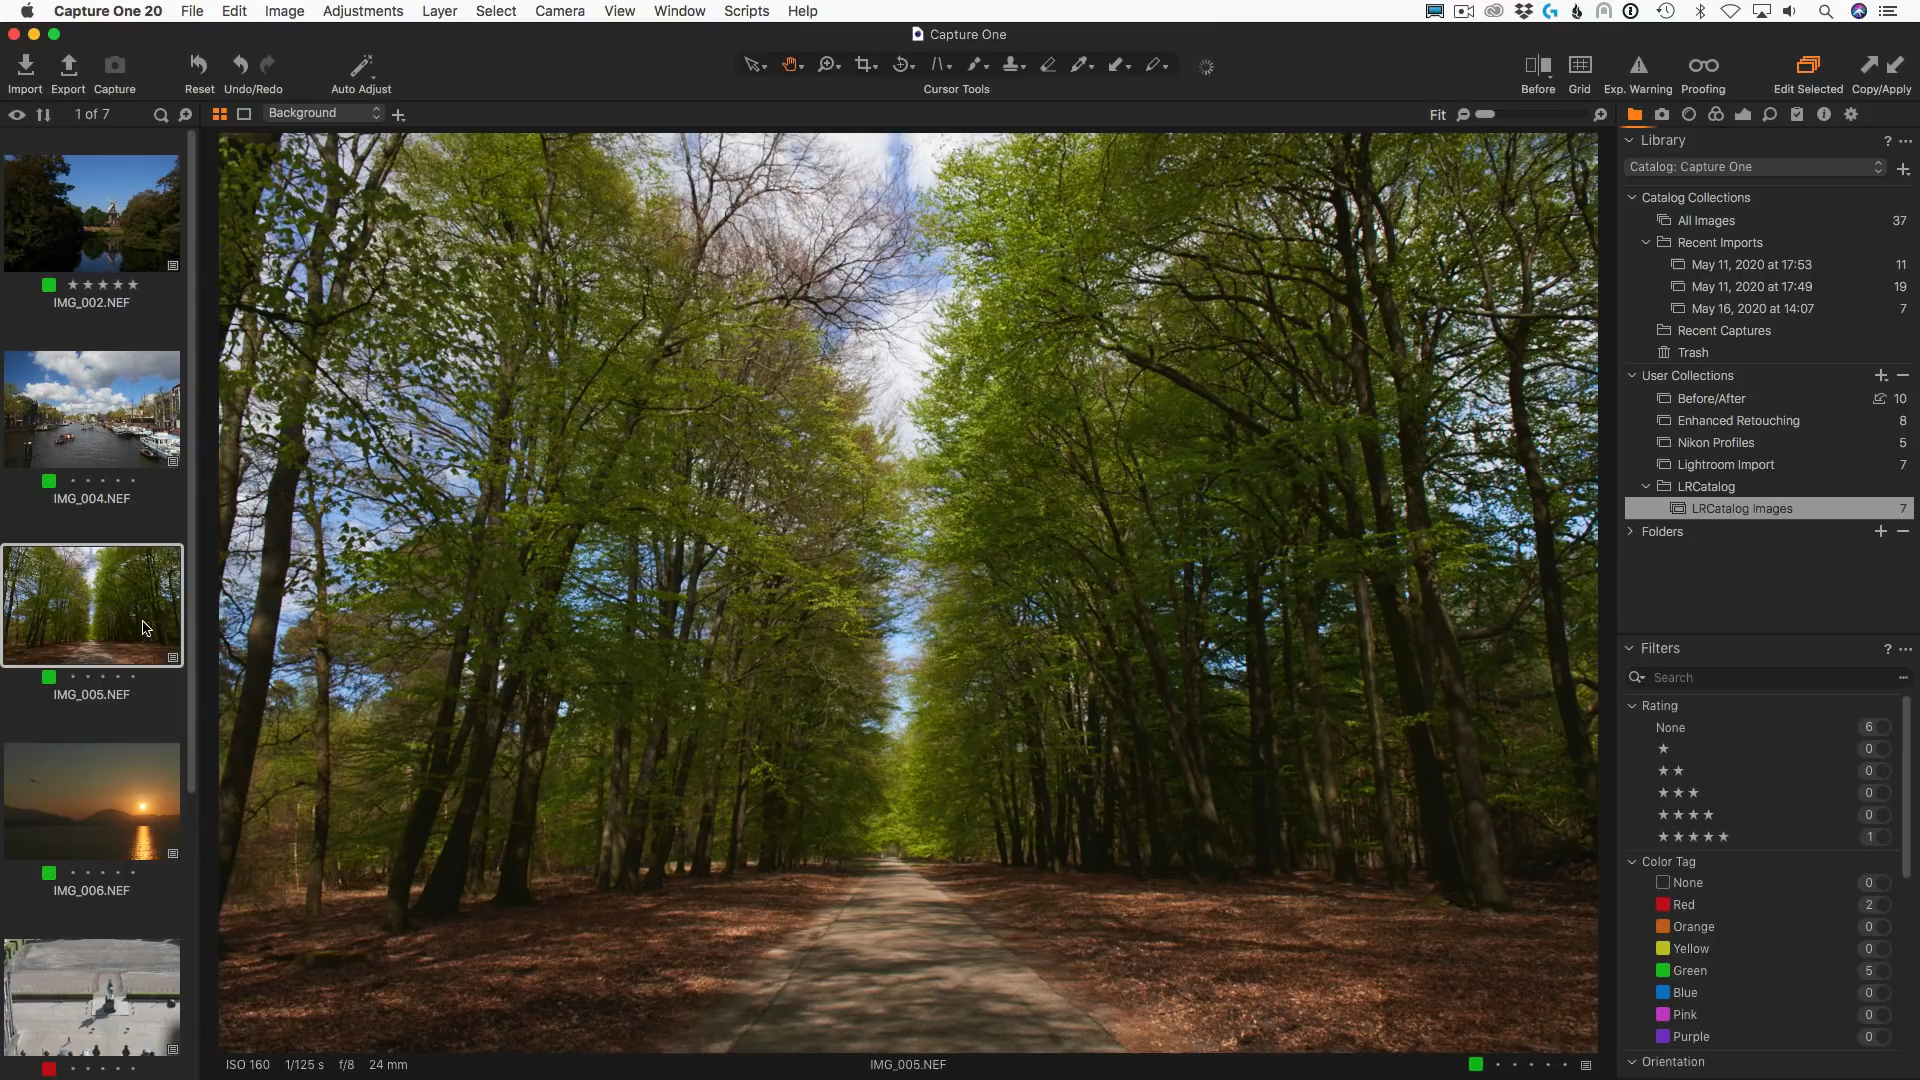 Capture One 20 File Edit Image Adjustments Layer Select Camera View Window Scripts Help
Capture One
Import Export Capture Reset Undo/Redo Auto Adjust Cursor Tools Before Grid Exp. Warning Proofing Edit Selected Copy/Apply
1 of 7 Background Fit
IMG_002.NEF
IMG_004.NEF
IMG_005.NEF
IMG_006.NEF
ISO 160 1/125 s f/8 24 mm IMG_005.NEF
Library ?
Catalog: Capture One
Catalog Collections
All Images 37
Recent Imports
May 11, 2020 at 17:53 11
May 11, 2020 at 17:49 19
May 16, 2020 at 14:07 7
Recent Captures
Trash
User Collections
Before/After 10
Enhanced Retouching 8
Nikon Profiles 5
Lightroom Import 7
LRCatalog
LRCatalog Images 7
Folders
Filters ?
Search
Rating
None 6
★ 0
★★ 0
★★★ 0
★★★★ 0
★★★★★ 1
Color Tag
None 0
Red 2
Orange 0
Yellow 0
Green 5
Blue 0
Pink 0
Purple 0
Orientation